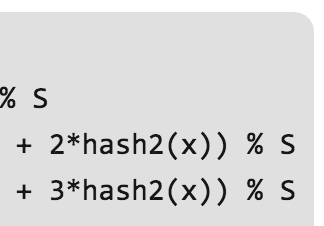 % S
+ 2*hash2(x)) % S
+ 3*hash2(x)) % S